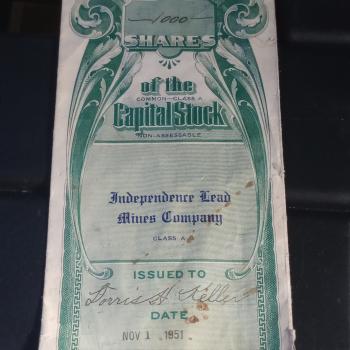 1000
SHARES
of the
COMMON—CLASS A
Capital Stock
NON-ASSESSABLE
Independence Lead
Mines Company
CLASS A
ISSUED TO
Dorris H. Keller
DATE
NOV 1 1951